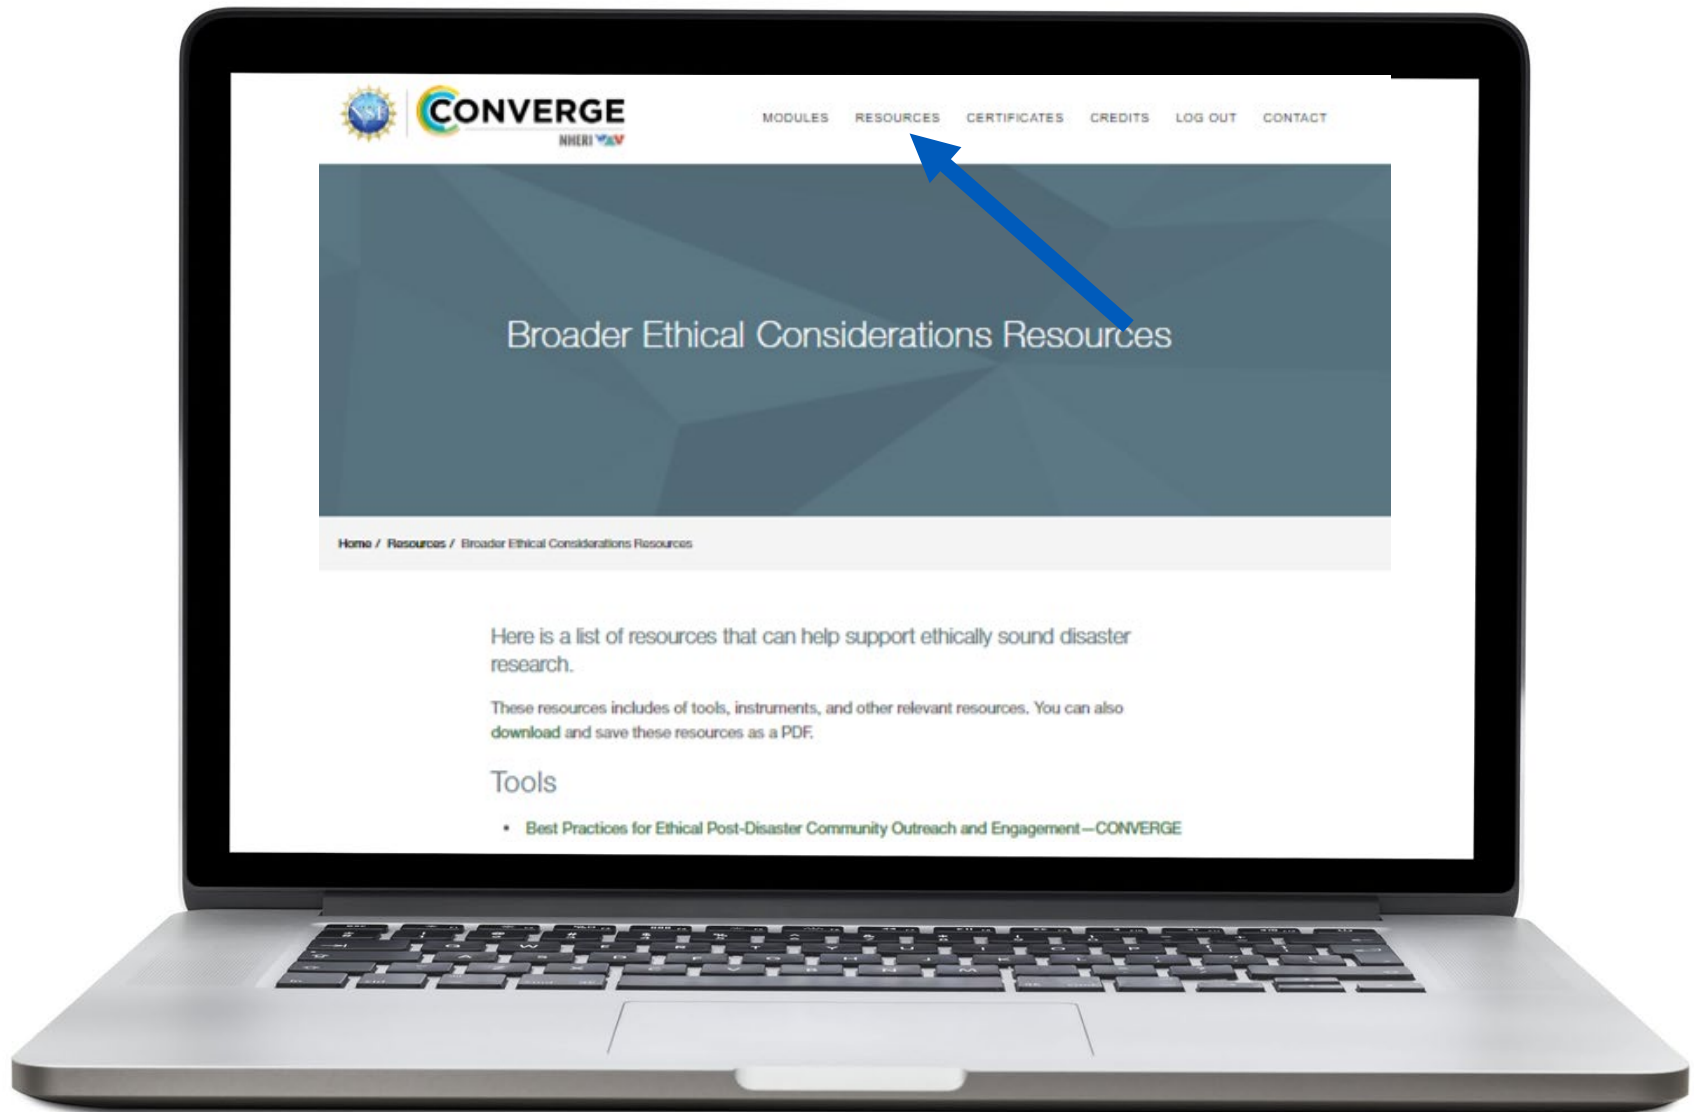 NSF
CONVERGE
NHERI
MODULES RESOURCES CERTIFICATES CREDITS LOG OUT CONTACT
Broader Ethical Considerations Resources
Home / Resources / Broader Ethical Considerations Resources
Here is a list of resources that can help support ethically sound disaster
research.
These resources includes of tools, instruments, and other relevant resources. You can also
download and save these resources as a PDF.
Tools
• Best Practices for Ethical Post-Disaster Community Outreach and Engagement—CONVERGE